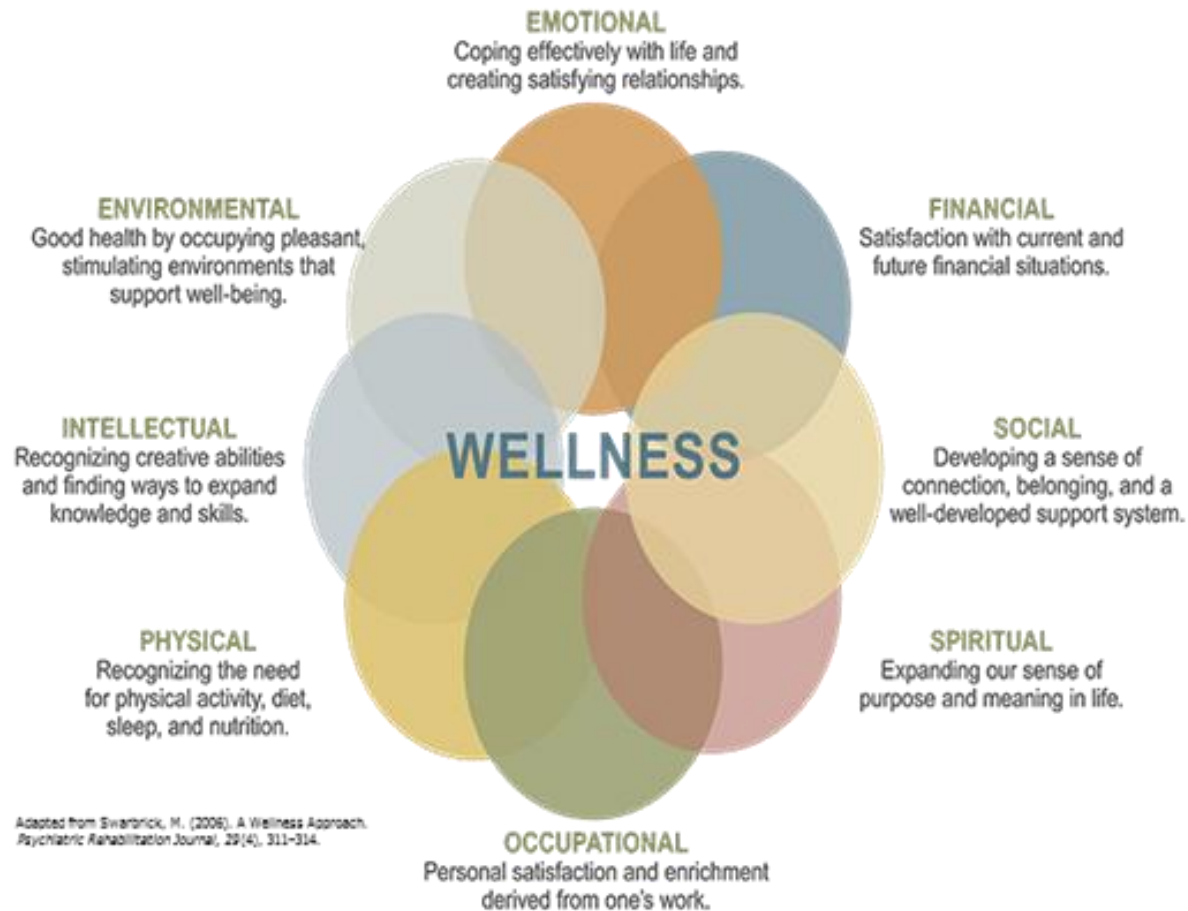 EMOTIONAL
Coping effectively with life and
creating satisfying relationships.
ENVIRONMENTAL
Good health by occupying pleasant,
stimulating environments that
support well-being.
FINANCIAL
Satisfaction with current and
future financial situations.
INTELLECTUAL
Recognizing creative abilities
and finding ways to expand
knowledge and skills.
WELLNESS
SOCIAL
Developing a sense of
connection, belonging, and a
well-developed support system.
PHYSICAL
Recognizing the need
for physical activity, diet,
sleep, and nutrition.
SPIRITUAL
Expanding our sense of
purpose and meaning in life.
Adapted from Swarbrick, M. (2006). A Wellness Approach.
Psychiatric Rehabilitation Journal, 29(4), 311–314.
OCCUPATIONAL
Personal satisfaction and enrichment
derived from one's work.